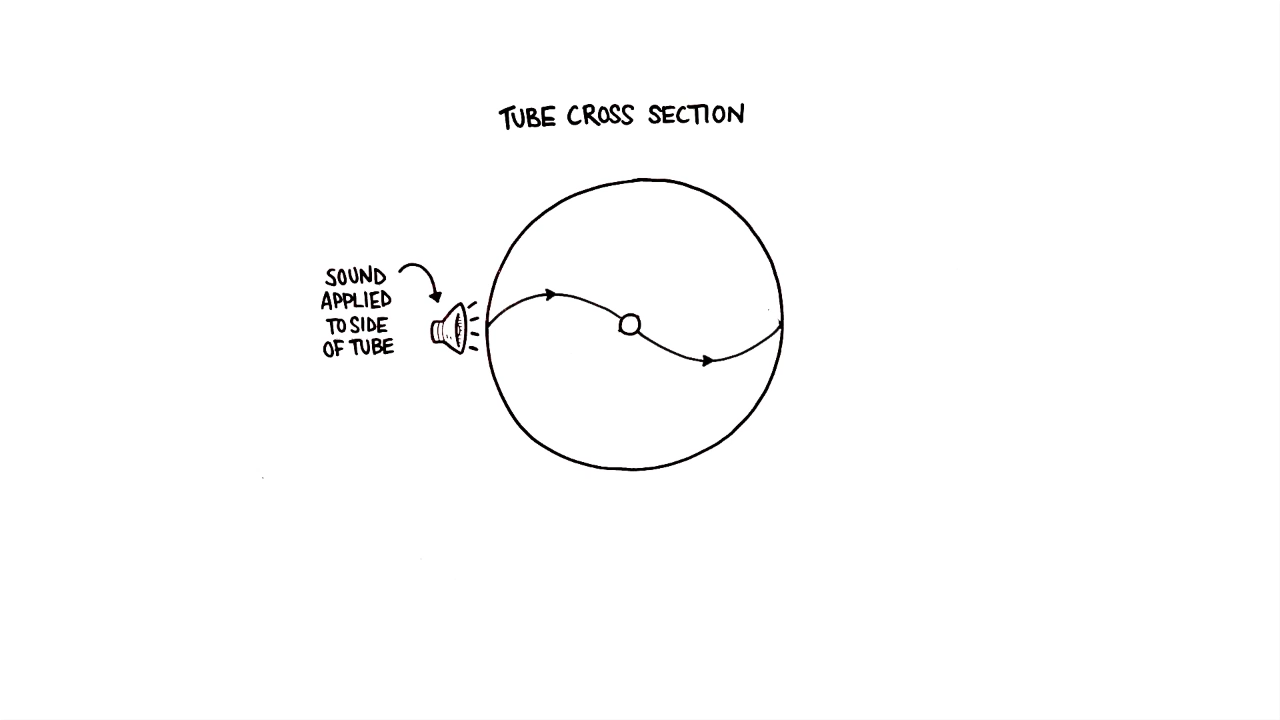 TUBE CROSS SECTION
SOUND
APPLIED
TO SIDE
OF TUBE